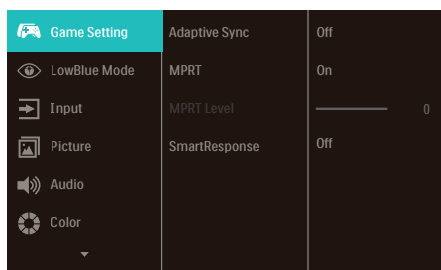 Game Setting Adaptive Sync Off
LowBlue Mode MPRT On
Input MPRT Level 0
Picture SmartResponse Off
Audio
Color